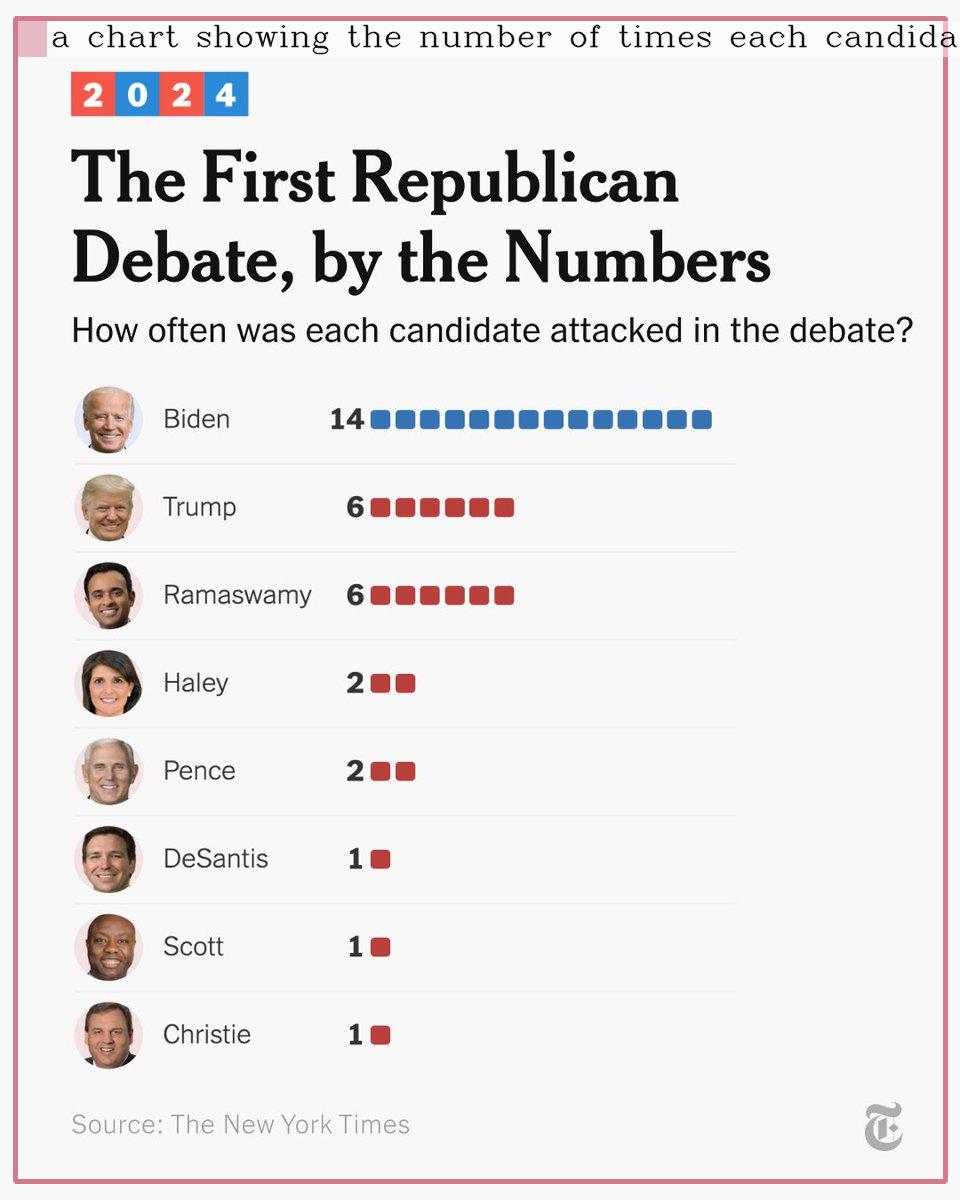 a chart showing the number of times each candida
2024
The First Republican
Debate, by the Numbers
How often was each candidate attacked in the debate?
Biden 14
Trump 6
Ramaswamy 6
Haley 2
Pence 2
DeSantis 1
Scott 1
Christie 1
Source: The New York Times
T